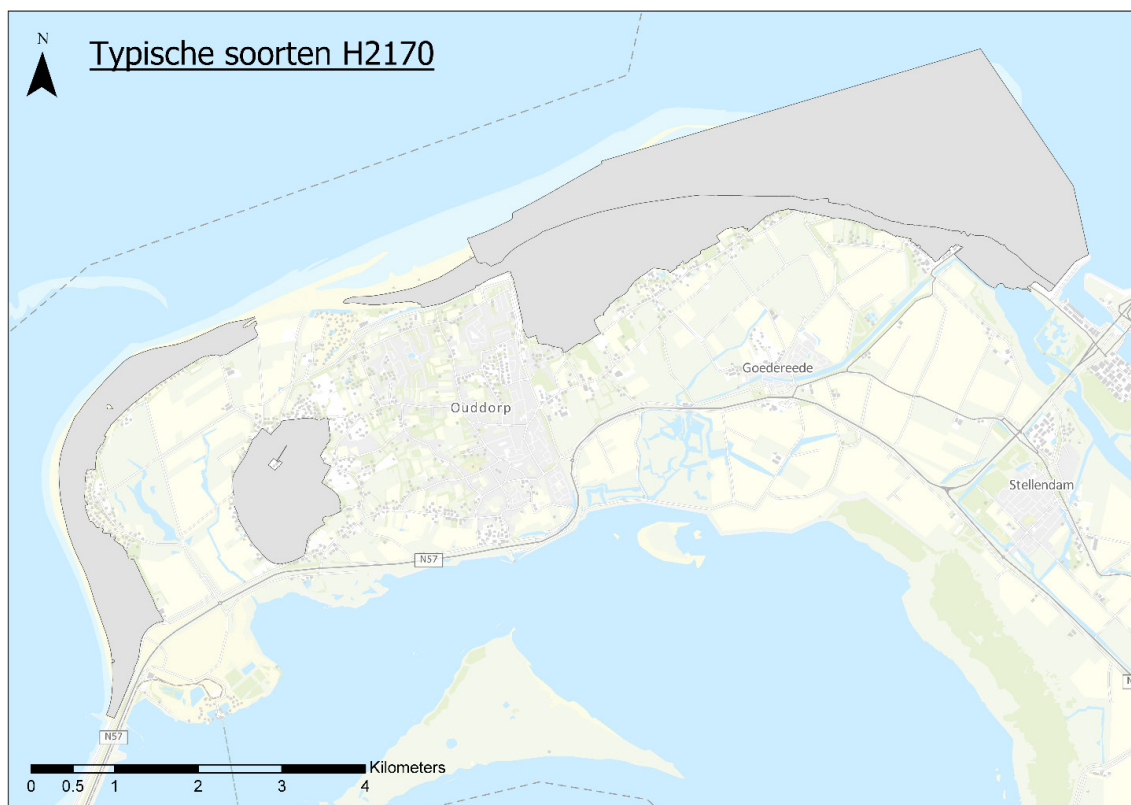 N
Typische soorten H2170
Goedereede
Ouddorp
Stellendam
N57
N57
N
Kilometers
0 0.5 1 2 3 4